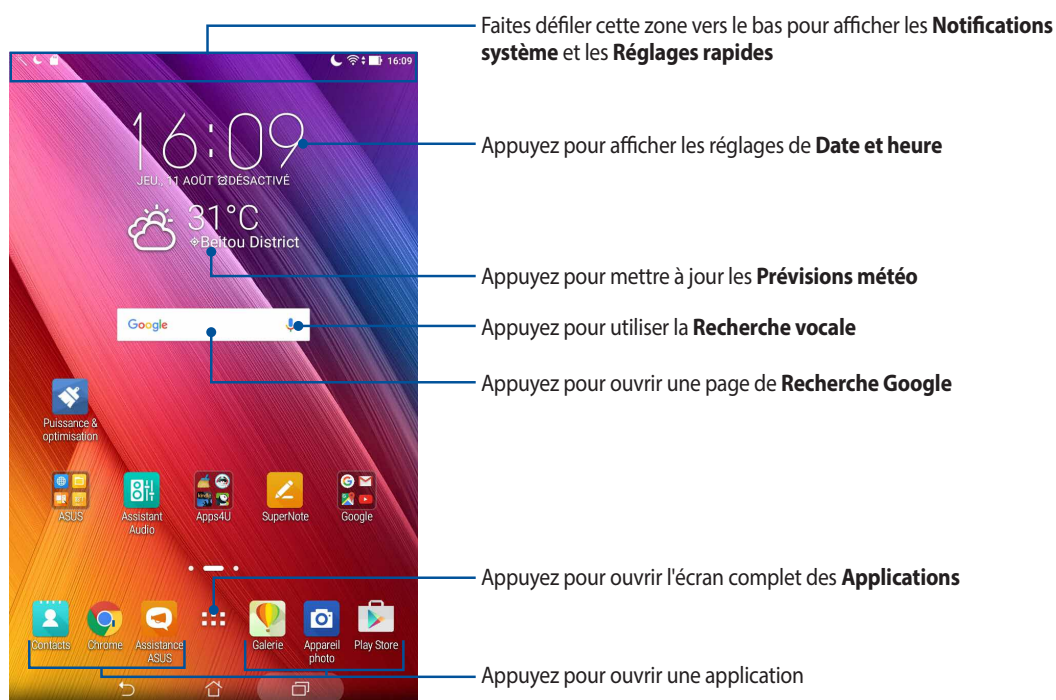 Faites défiler cette zone vers le bas pour afficher les Notifications
système et les Réglages rapides
16:09
16:09
Appuyez pour afficher les réglages de Date et heure
JEU., 11 AOÛT DÉSACTIVÉ
31°C
Beitou District
Appuyez pour mettre à jour les Prévisions météo
Google
Appuyez pour utiliser la Recherche vocale
Appuyez pour ouvrir une page de Recherche Google
Puissance &
optimisation
ASUS
Assistant
Audio
Apps4U
SuperNote
Google
Appuyez pour ouvrir l'écran complet des Applications
Contacts
Chrome
Assistance
ASUS
Galerie
Appareil
photo
Play Store
Appuyez pour ouvrir une application